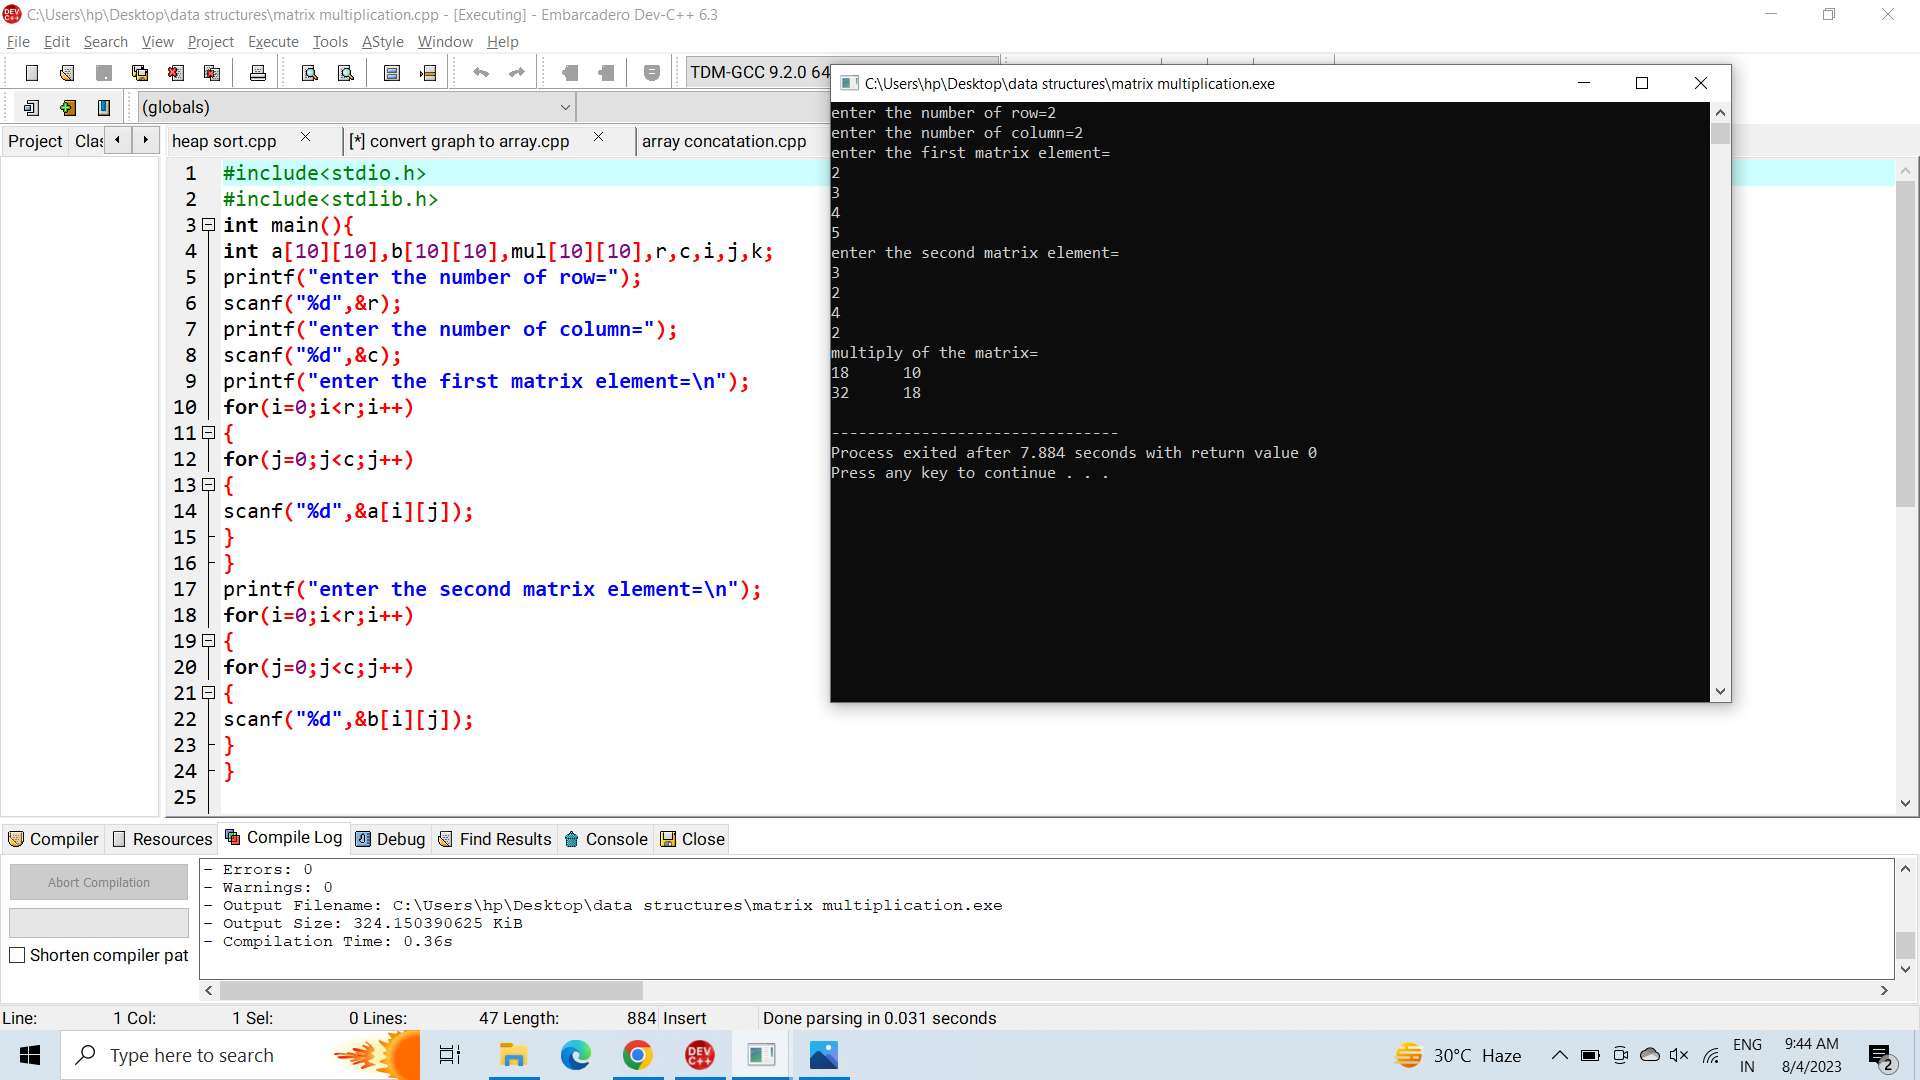 C:\Users\hp\Desktop\data structures\matrix multiplication.cpp - [Executing] - Embarcadero Dev-C++ 6.3
File Edit Search View Project Execute Tools AStyle Window Help
TDM-GCC 9.2.0 64
(globals)
Project
heap sort.cpp
[*] convert graph to array.cpp
array concatation.cpp
1 #include<stdio.h>
2 #include<stdlib.h>
3 int main(){
4 int a[10][10],b[10][10],mul[10][10],r,c,i,j,k;
5 printf("enter the number of row=");
6 scanf("%d",&r);
7 printf("enter the number of column=");
8 scanf("%d",&c);
9 printf("enter the first matrix element=\n");
10 for(i=0;i<r;i++)
11 {
12 for(j=0;j<c;j++)
13 {
14 scanf("%d",&a[i][j]);
15 }
16 }
17 printf("enter the second matrix element=\n");
18 for(i=0;i<r;i++)
19 {
20 for(j=0;j<c;j++)
21 {
22 scanf("%d",&b[i][j]);
23 }
24 }
25
C:\Users\hp\Desktop\data structures\matrix multiplication.exe
enter the number of row=2
enter the number of column=2
enter the first matrix element=
2
3
4
5
enter the second matrix element=
3
2
4
2
multiply of the matrix=
18 10
32 18
--------------------------------
Process exited after 7.884 seconds with return value 0
Press any key to continue . . .
Compiler Resources Compile Log Debug Find Results Console Close
Abort Compilation
Shorten compiler pat
- Errors: 0
- Warnings: 0
- Output Filename: C:\Users\hp\Desktop\data structures\matrix multiplication.exe
- Output Size: 324.150390625 KiB
- Compilation Time: 0.36s
Line: 1 Col: 1 Sel: 0 Lines: 47 Length: 884 Insert Done parsing in 0.031 seconds
Type here to search
DEV C++
30°C Haze
ENG
IN
9:44 AM
8/4/2023
2